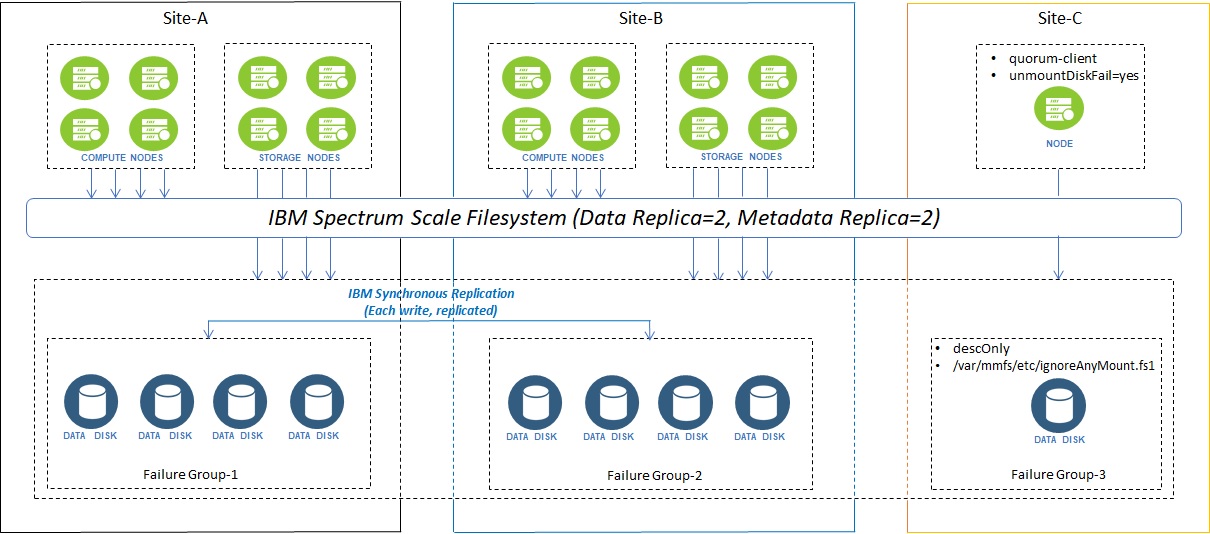 Site-A
Site-B
Site-C
COMPUTE NODES
STORAGE NODES
COMPUTE NODES
STORAGE NODES
• quorum-client
• unmountDiskFail=yes
NODE
IBM Spectrum Scale Filesystem (Data Replica=2, Metadata Replica=2)
IBM Synchronous Replication
(Each write, replicated)
DATA DISK
DATA DISK
DATA DISK
DATA DISK
Failure Group-1
DATA DISK
DATA DISK
DATA DISK
DATA DISK
Failure Group-2
• descOnly
• /var/mmfs/etc/ignoreAnyMount.fs1
DATA DISK
Failure Group-3